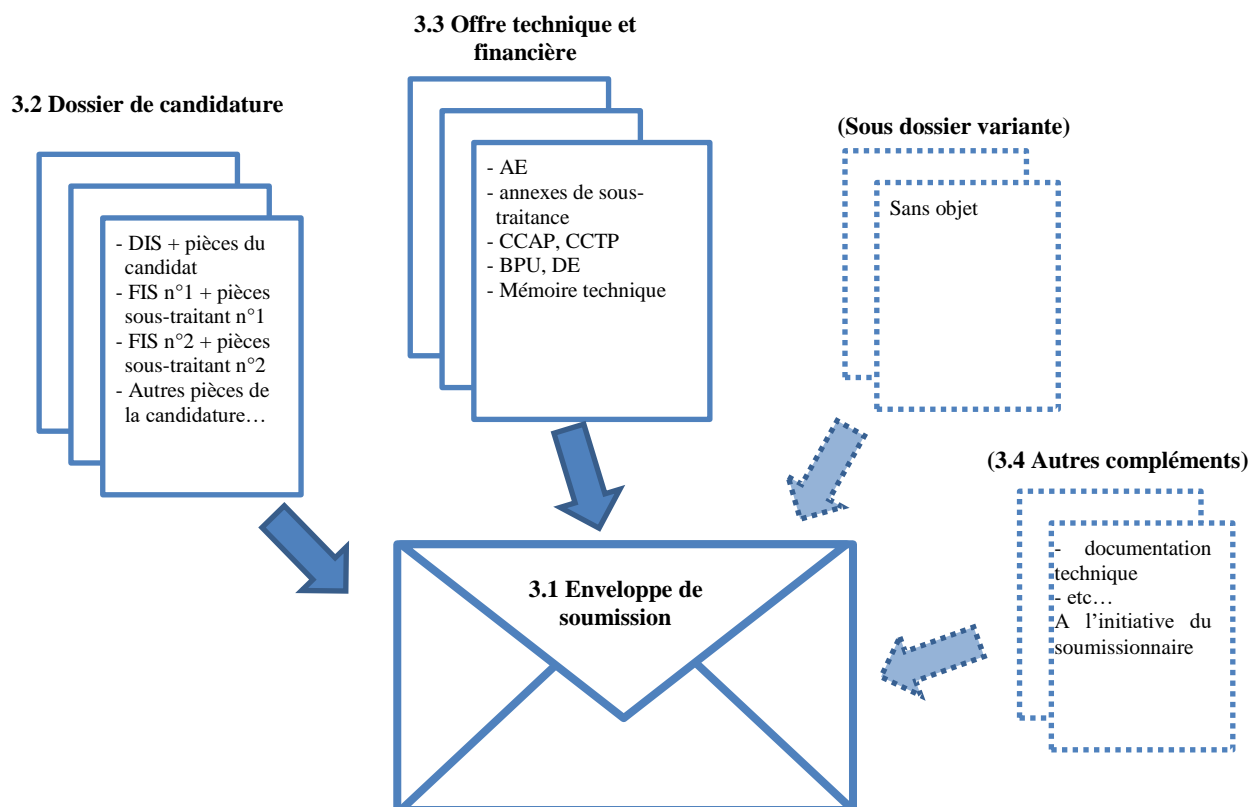 3.3 Offre technique et
financière
3.2 Dossier de candidature
(Sous dossier variante)
- AE
- annexes de sous-
traitance
- CCAP, CCTP
- BPU, DE
- Mémoire technique
Sans objet
- DIS + pièces du
candidat
- FIS n°1 + pièces
sous-traitant n°1
- FIS n°2 + pièces
sous-traitant n°2
- Autres pièces de
la candidature…
(3.4 Autres compléments)
- documentation
technique
- etc…
A l’initiative du
soumissionnaire
3.1 Enveloppe de
soumission